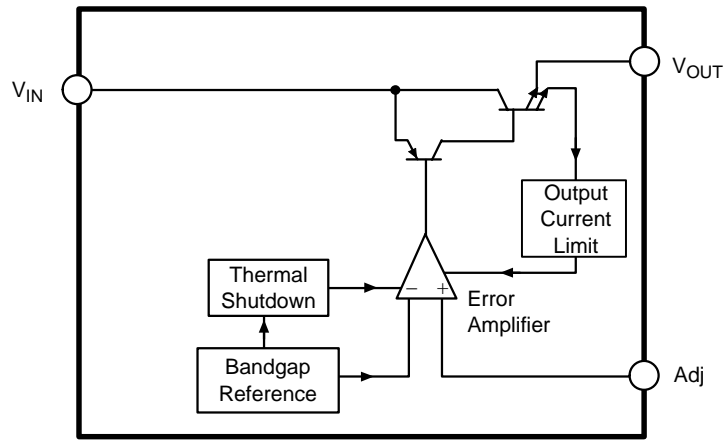 V_IN
V_OUT
Output
Current
Limit
Thermal
Shutdown
− +
Error
Amplifier
Bandgap
Reference
Adj